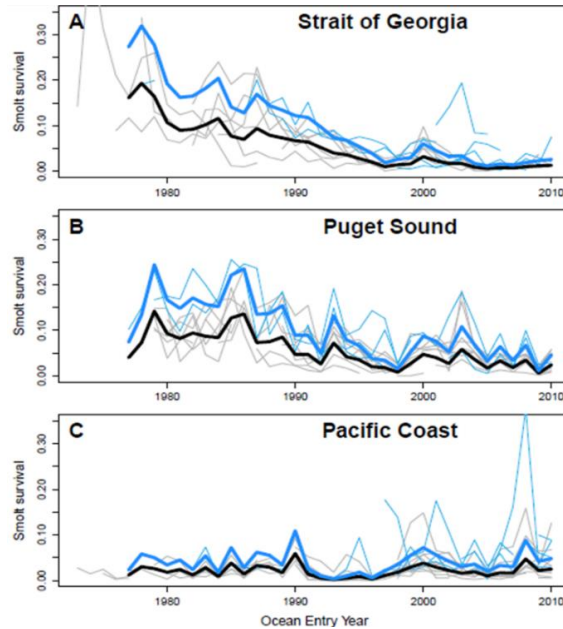 A Strait of Georgia
Smolt survival
0.30
0.20
0.10
0.00
1980 1990 2000 2010
B Puget Sound
Smolt survival
0.30
0.20
0.10
0.00
1980 1990 2000 2010
C Pacific Coast
Smolt survival
0.30
0.20
0.10
0.00
1980 1990 2000 2010
Ocean Entry Year